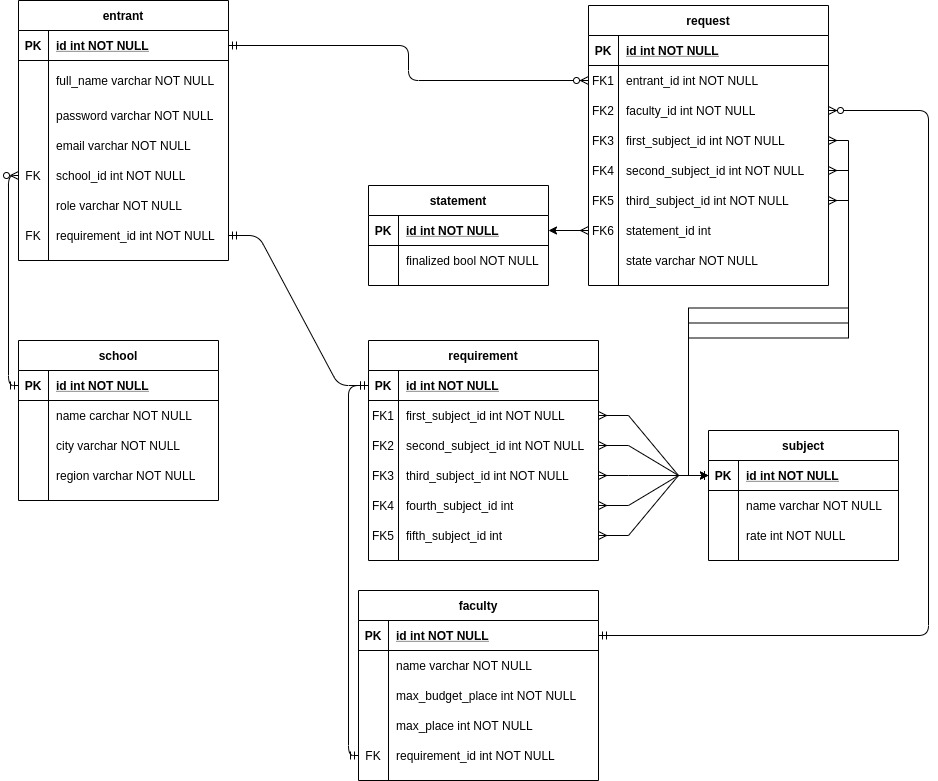 entrant
PK id int NOT NULL
full_name varchar NOT NULL
password varchar NOT NULL
email varchar NOT NULL
FK school_id int NOT NULL
role varchar NOT NULL
FK requirement_id int NOT NULL
request
PK id int NOT NULL
FK1 entrant_id int NOT NULL
FK2 faculty_id int NOT NULL
FK3 first_subject_id int NOT NULL
FK4 second_subject_id int NOT NULL
FK5 third_subject_id int NOT NULL
FK6 statement_id int
state varchar NOT NULL
statement
PK id int NOT NULL
finalized bool NOT NULL
school
PK id int NOT NULL
name carchar NOT NULL
city varchar NOT NULL
region varchar NOT NULL
requirement
PK id int NOT NULL
FK1 first_subject_id int NOT NULL
FK2 second_subject_id int NOT NULL
FK3 third_subject_id int NOT NULL
FK4 fourth_subject_id int
FK5 fifth_subject_id int
subject
PK id int NOT NULL
name varchar NOT NULL
rate int NOT NULL
faculty
PK id int NOT NULL
name varchar NOT NULL
max_budget_place int NOT NULL
max_place int NOT NULL
FK requirement_id int NOT NULL